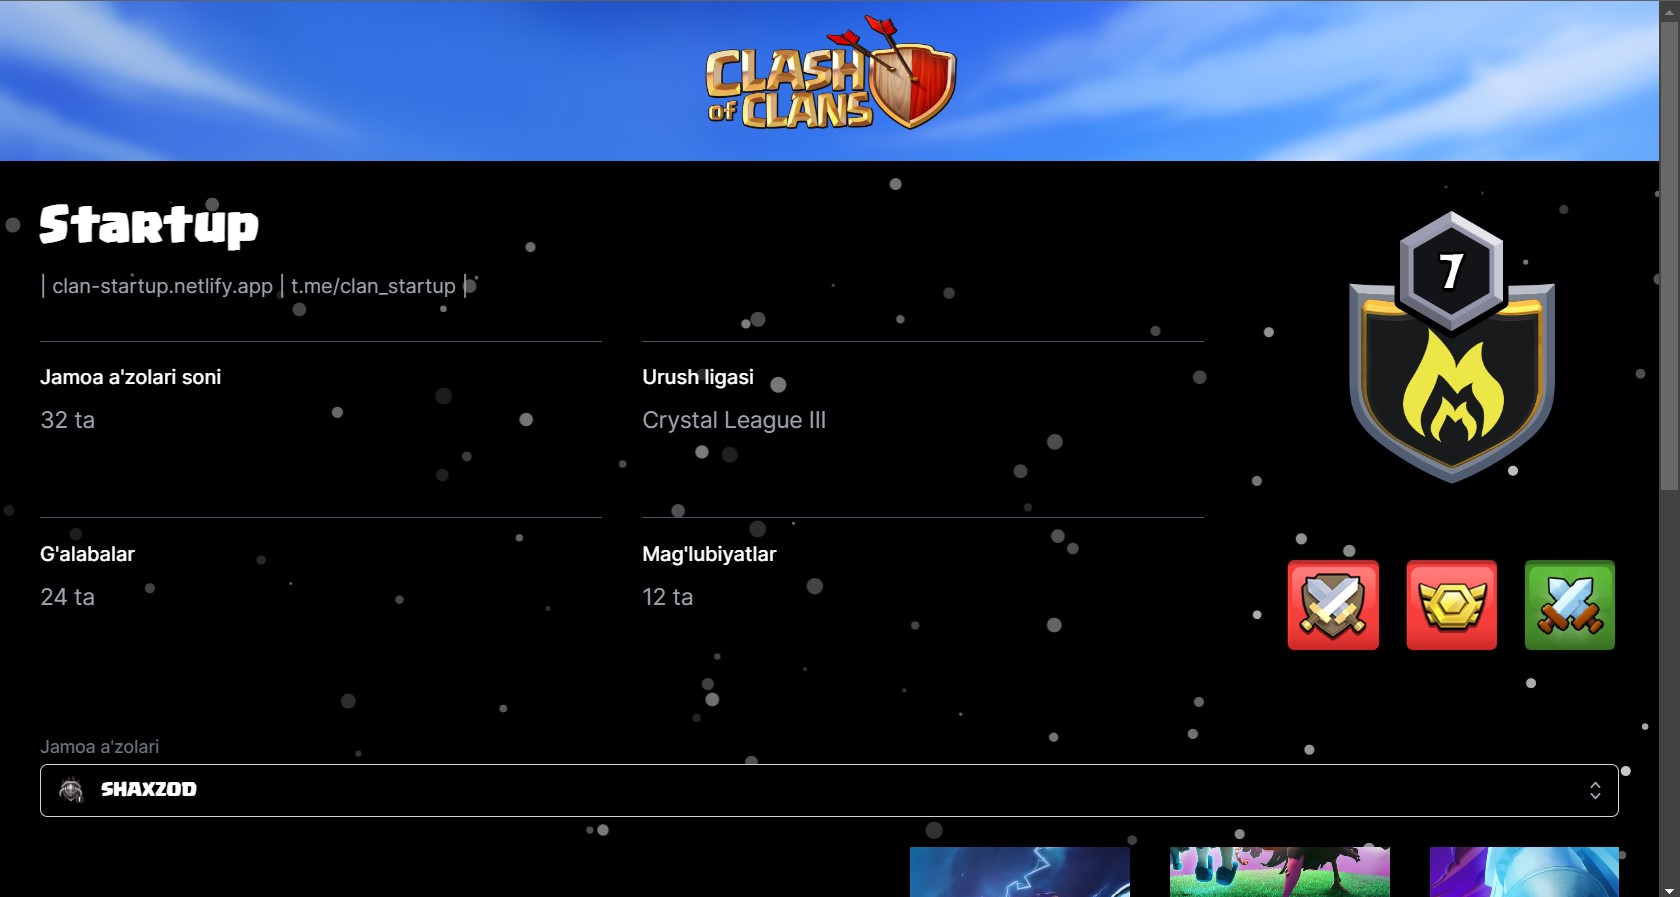 CLASH
OF CLANS
Startup
| clan-startup.netlify.app | t.me/clan_startup |
7
Jamoa a'zolari soni
32 ta
Urush ligasi
Crystal League III
G'alabalar
24 ta
Mag'lubiyatlar
12 ta
Jamoa a'zolari
SHAXZOD